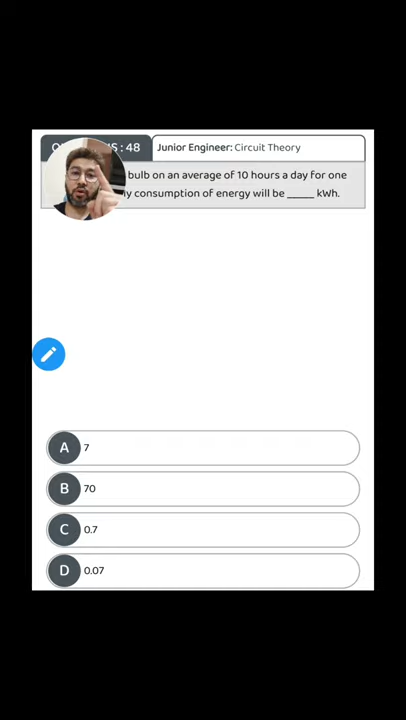 S : 48
Junior Engineer: Circuit Theory
bulb on an average of 10 hours a day for one
consumption of energy will be _____ kWh.
A 7
B 70
C 0.7
D 0.07